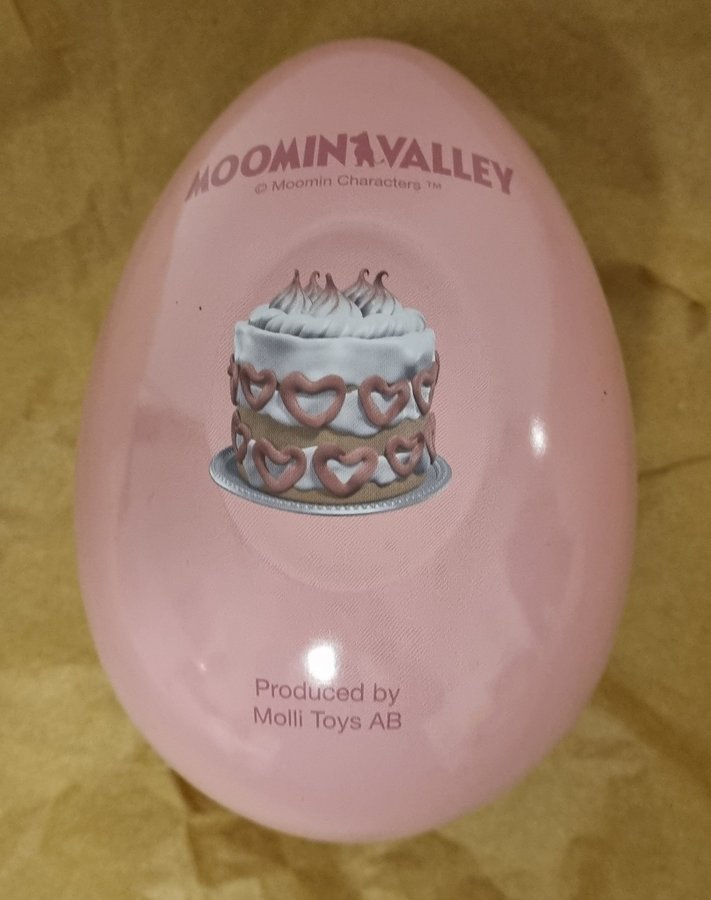 MOOMINVALLEY
© Moomin Characters ™
Produced by
Molli Toys AB